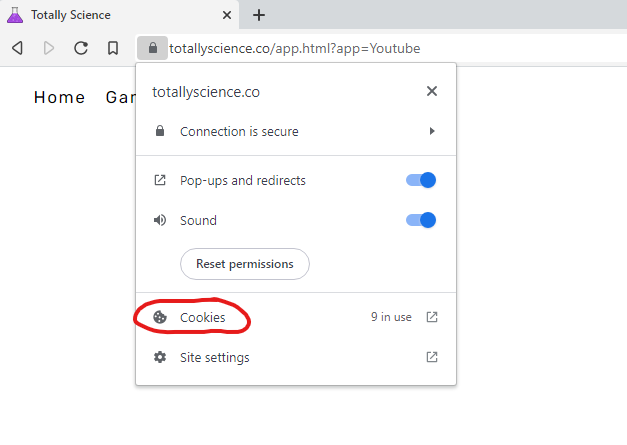 Totally Science
totallyscience.co/app.html?app=Youtube
Home
totallyscience.co
Connection is secure
Pop-ups and redirects
Sound
Reset permissions
Cookies 9 in use
Site settings